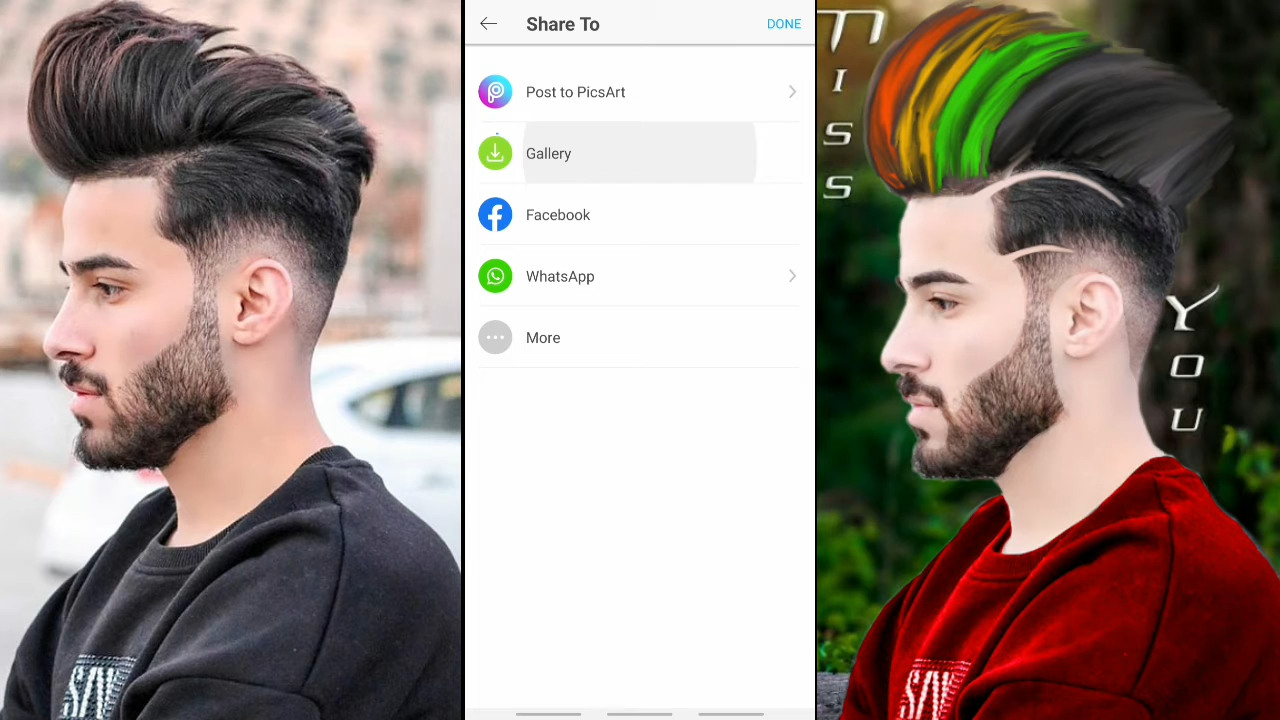 Share To
DONE
Post to PicsArt
Gallery
Facebook
WhatsApp
More
MISS
YOU